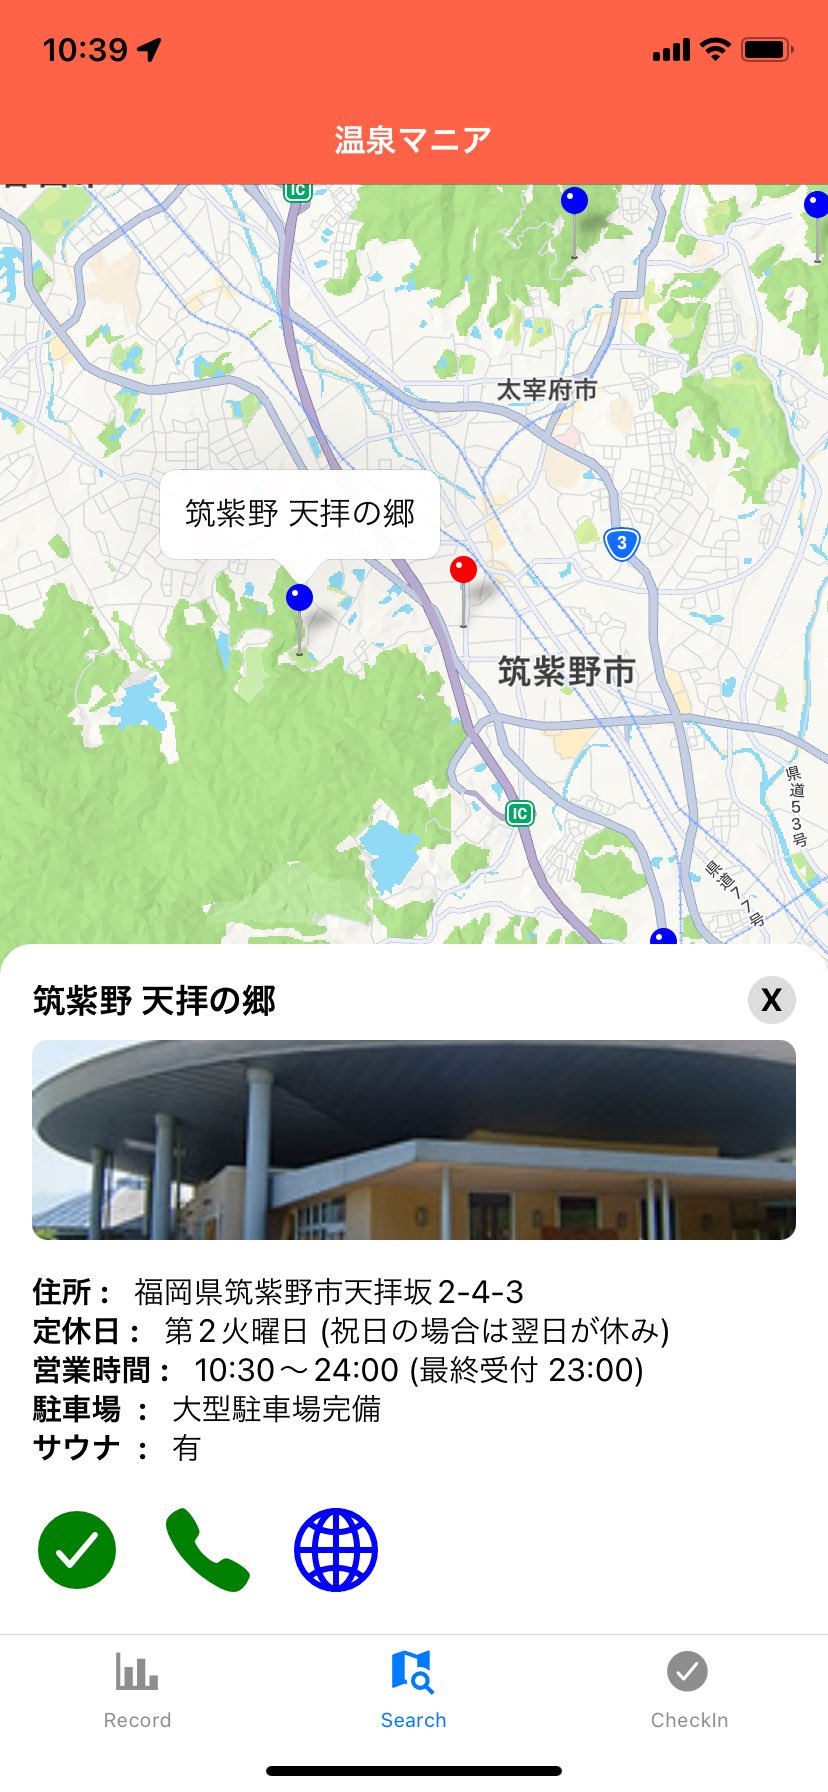 10:39
温泉マニア
IC
太宰府市
筑紫野 天拝の郷
3
筑紫野市
県道53号
IC
県道77号
筑紫野 天拝の郷
X
住所： 福岡県筑紫野市天拝坂2-4-3
定休日： 第2火曜日 (祝日の場合は翌日が休み)
営業時間： 10:30〜24:00 (最終受付 23:00)
駐車場 ： 大型駐車場完備
サウナ ： 有
Record
Search
CheckIn